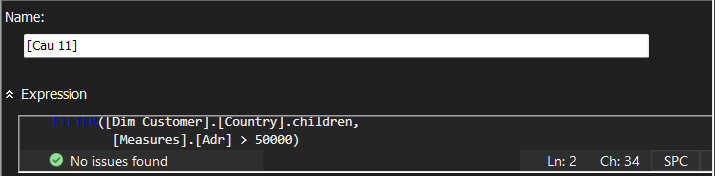 Name:
[Cau 11]
Expression
([Dim Customer].[Country].children,
[Measures].[Adr] > 50000)
No issues found
Ln: 2
Ch: 34
SPC